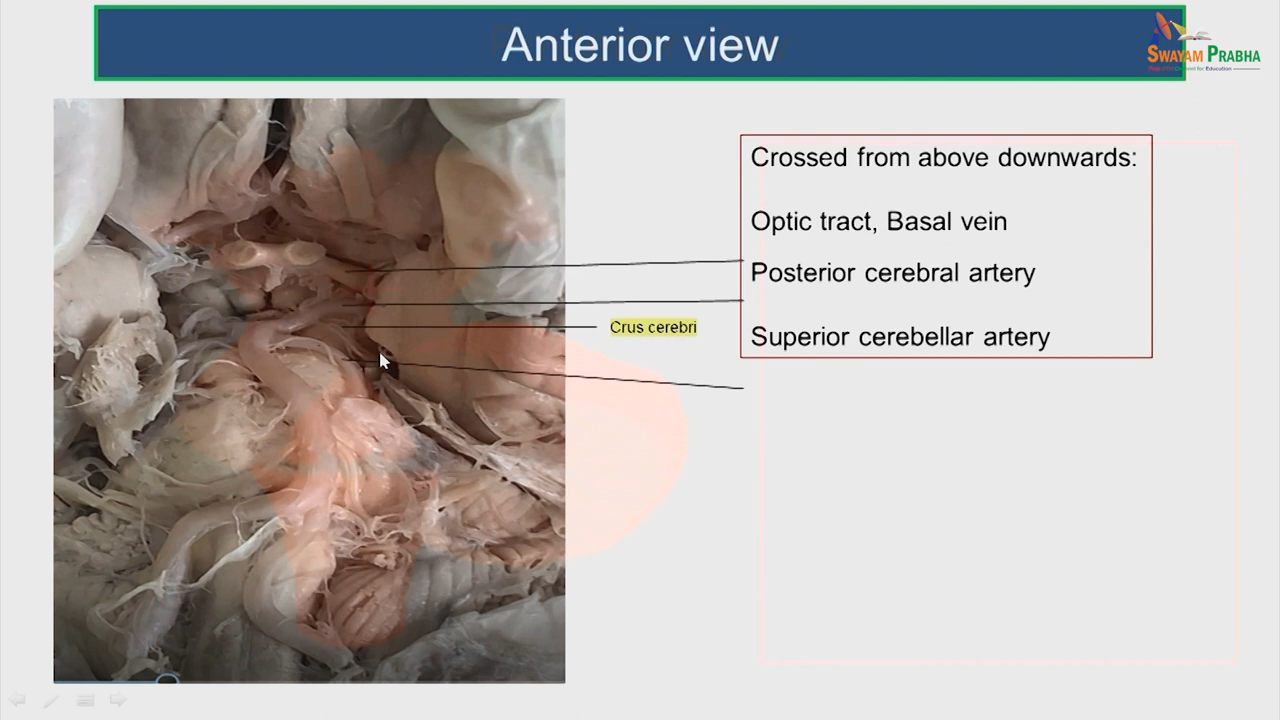 Anterior view
SWAYAM PRABHA
Crossed from above downwards:
Optic tract, Basal vein
Posterior cerebral artery
Crus cerebri
Superior cerebellar artery